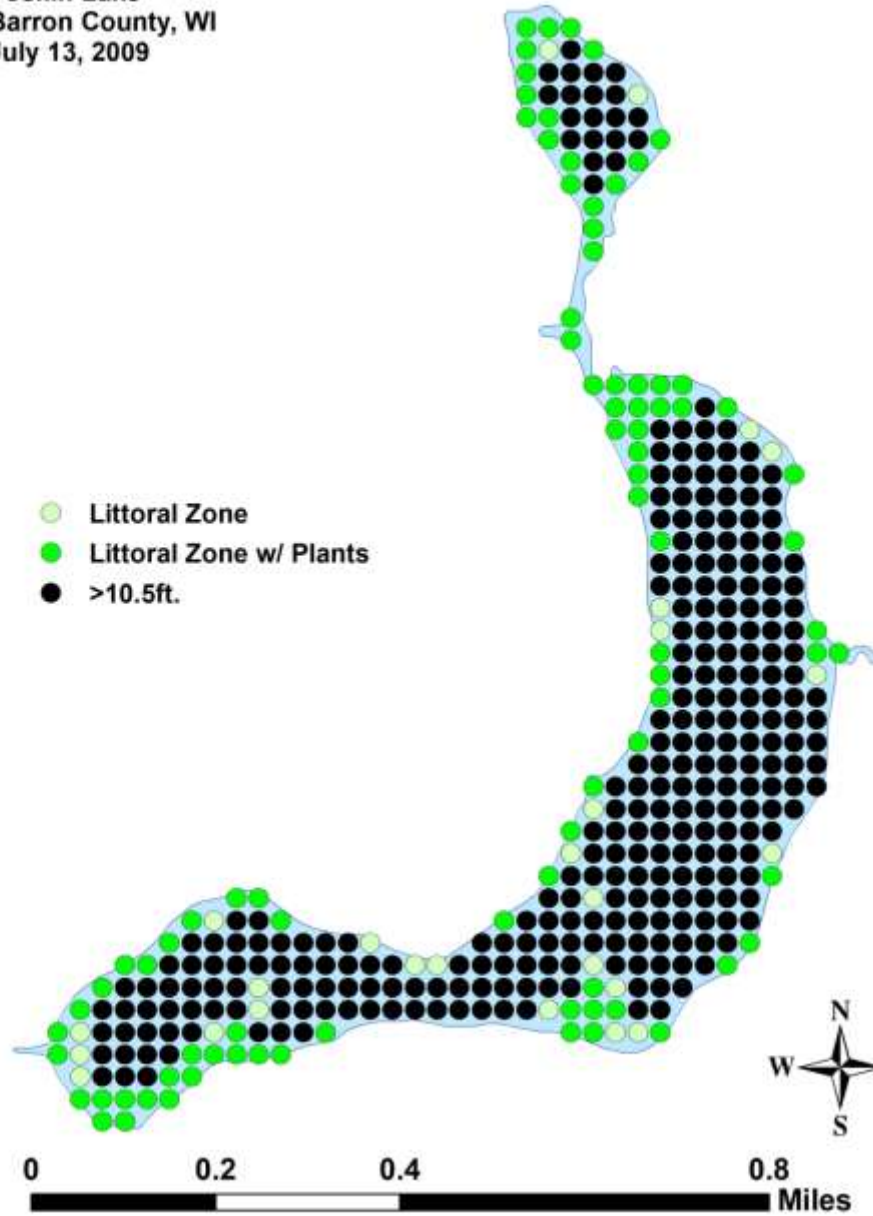 Barron County, WI
July 13, 2009
Littoral Zone
Littoral Zone w/ Plants
>10.5ft.
N
W
S
0 0.2 0.4 0.8
Miles